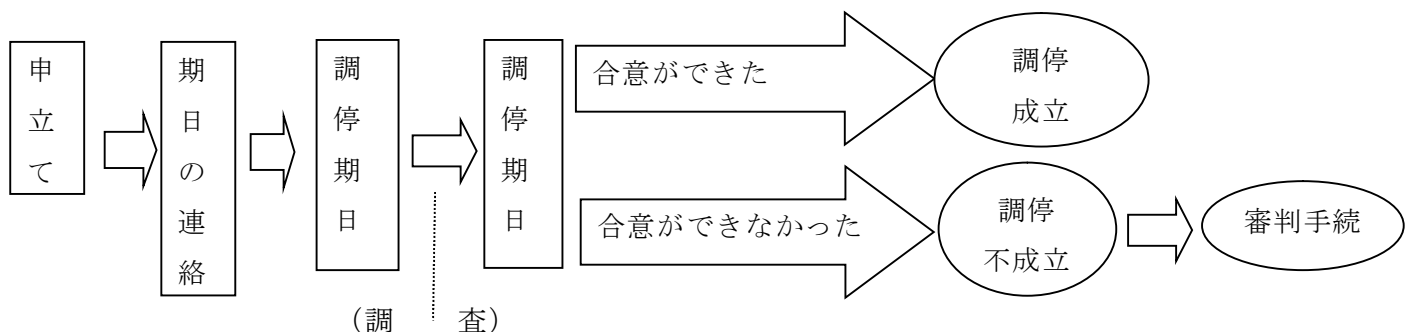 申立て
期日の連絡
調停期日
調停期日
合意ができた
調停
成立
合意ができなかった
調停
不成立
審判手続
（調　査）